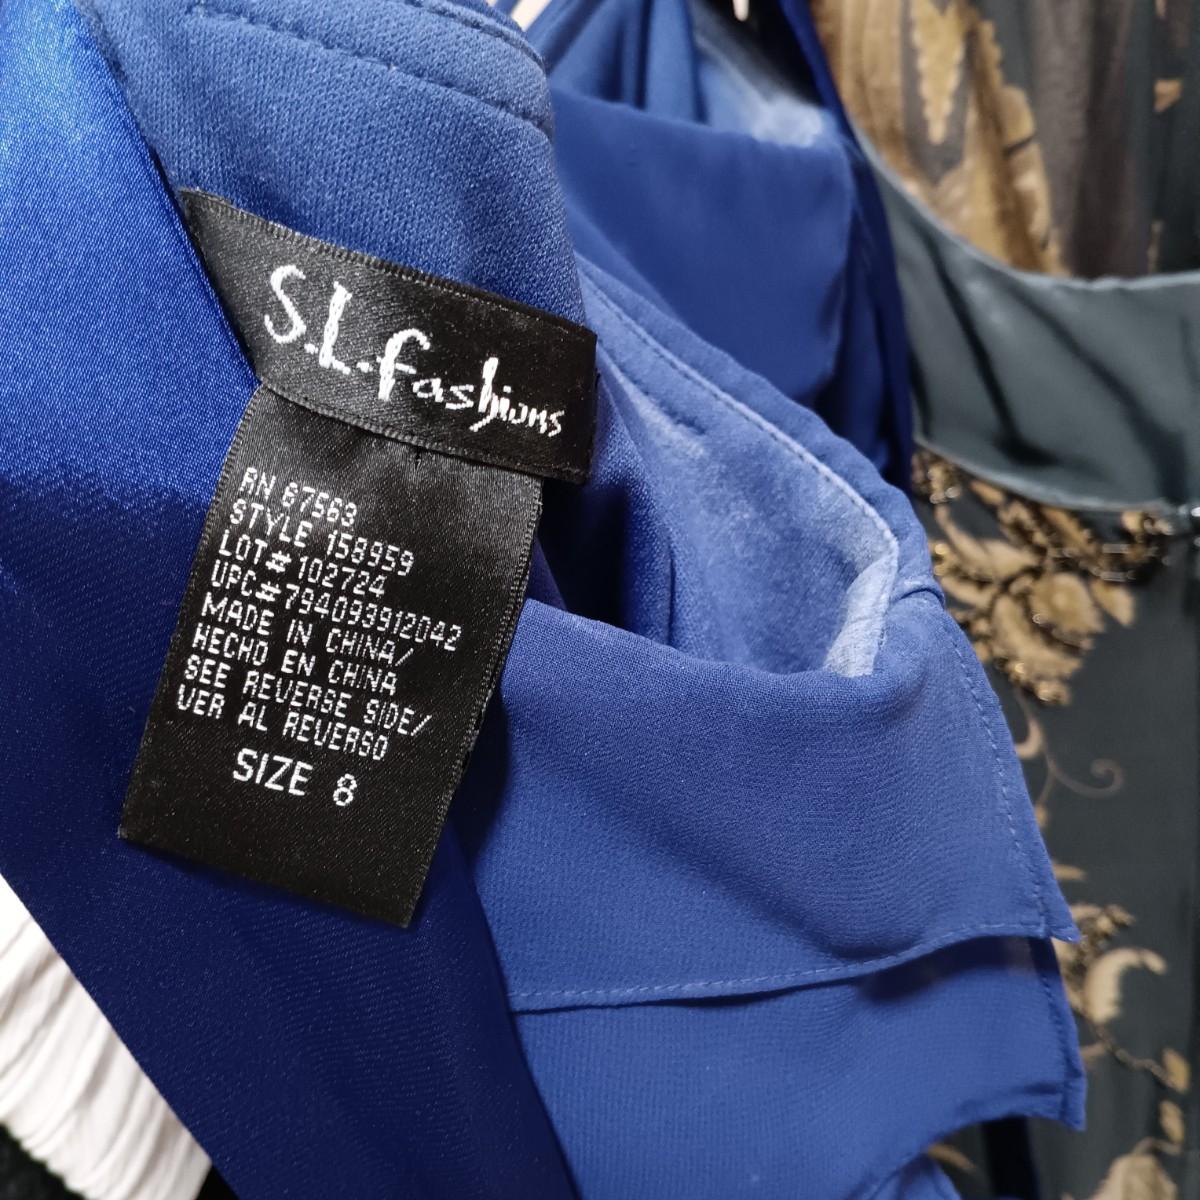 S.L.fashions
RN 67563
STYLE 158959
LOT# 102724
UPC# 794093912042
MADE IN CHINA/
HECHO EN CHINA
SEE REVERSE SIDE/
VER AL REVERSO
SIZE 8